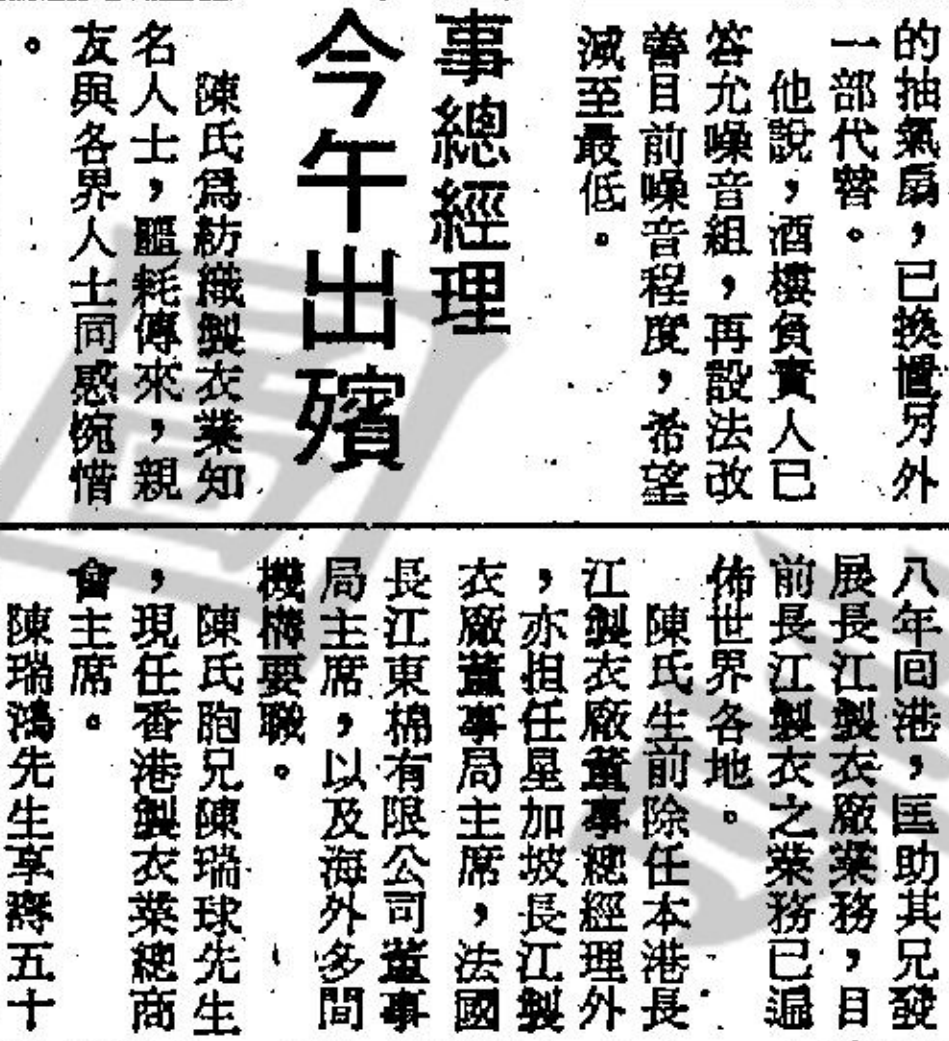 的抽氣扇，已換置另外
一部代替。
他說，酒樓負責人已
答允噪音組，再設法改
善目前噪音程度，希望
減至最低。
事總經理
今午出殯
陳氏爲紡織製衣業知
名人士，噩耗傳來，親
友與各界人士同感惋惜
。
八年回港，匡助其兄發
展長江製衣廠業務，目
前長江製衣之業務已遍
佈世界各地。
陳氏生前除任本港長
江製衣廠董事總經理外
，亦担任星加坡長江製
衣廠董事局主席，法國
長江東棉有限公司董事
局主席，以及海外多間
機構要職。
陳氏胞兄陳瑞球先生
，現任香港製衣業總商
會主席。
陳瑞鴻先生享壽五十